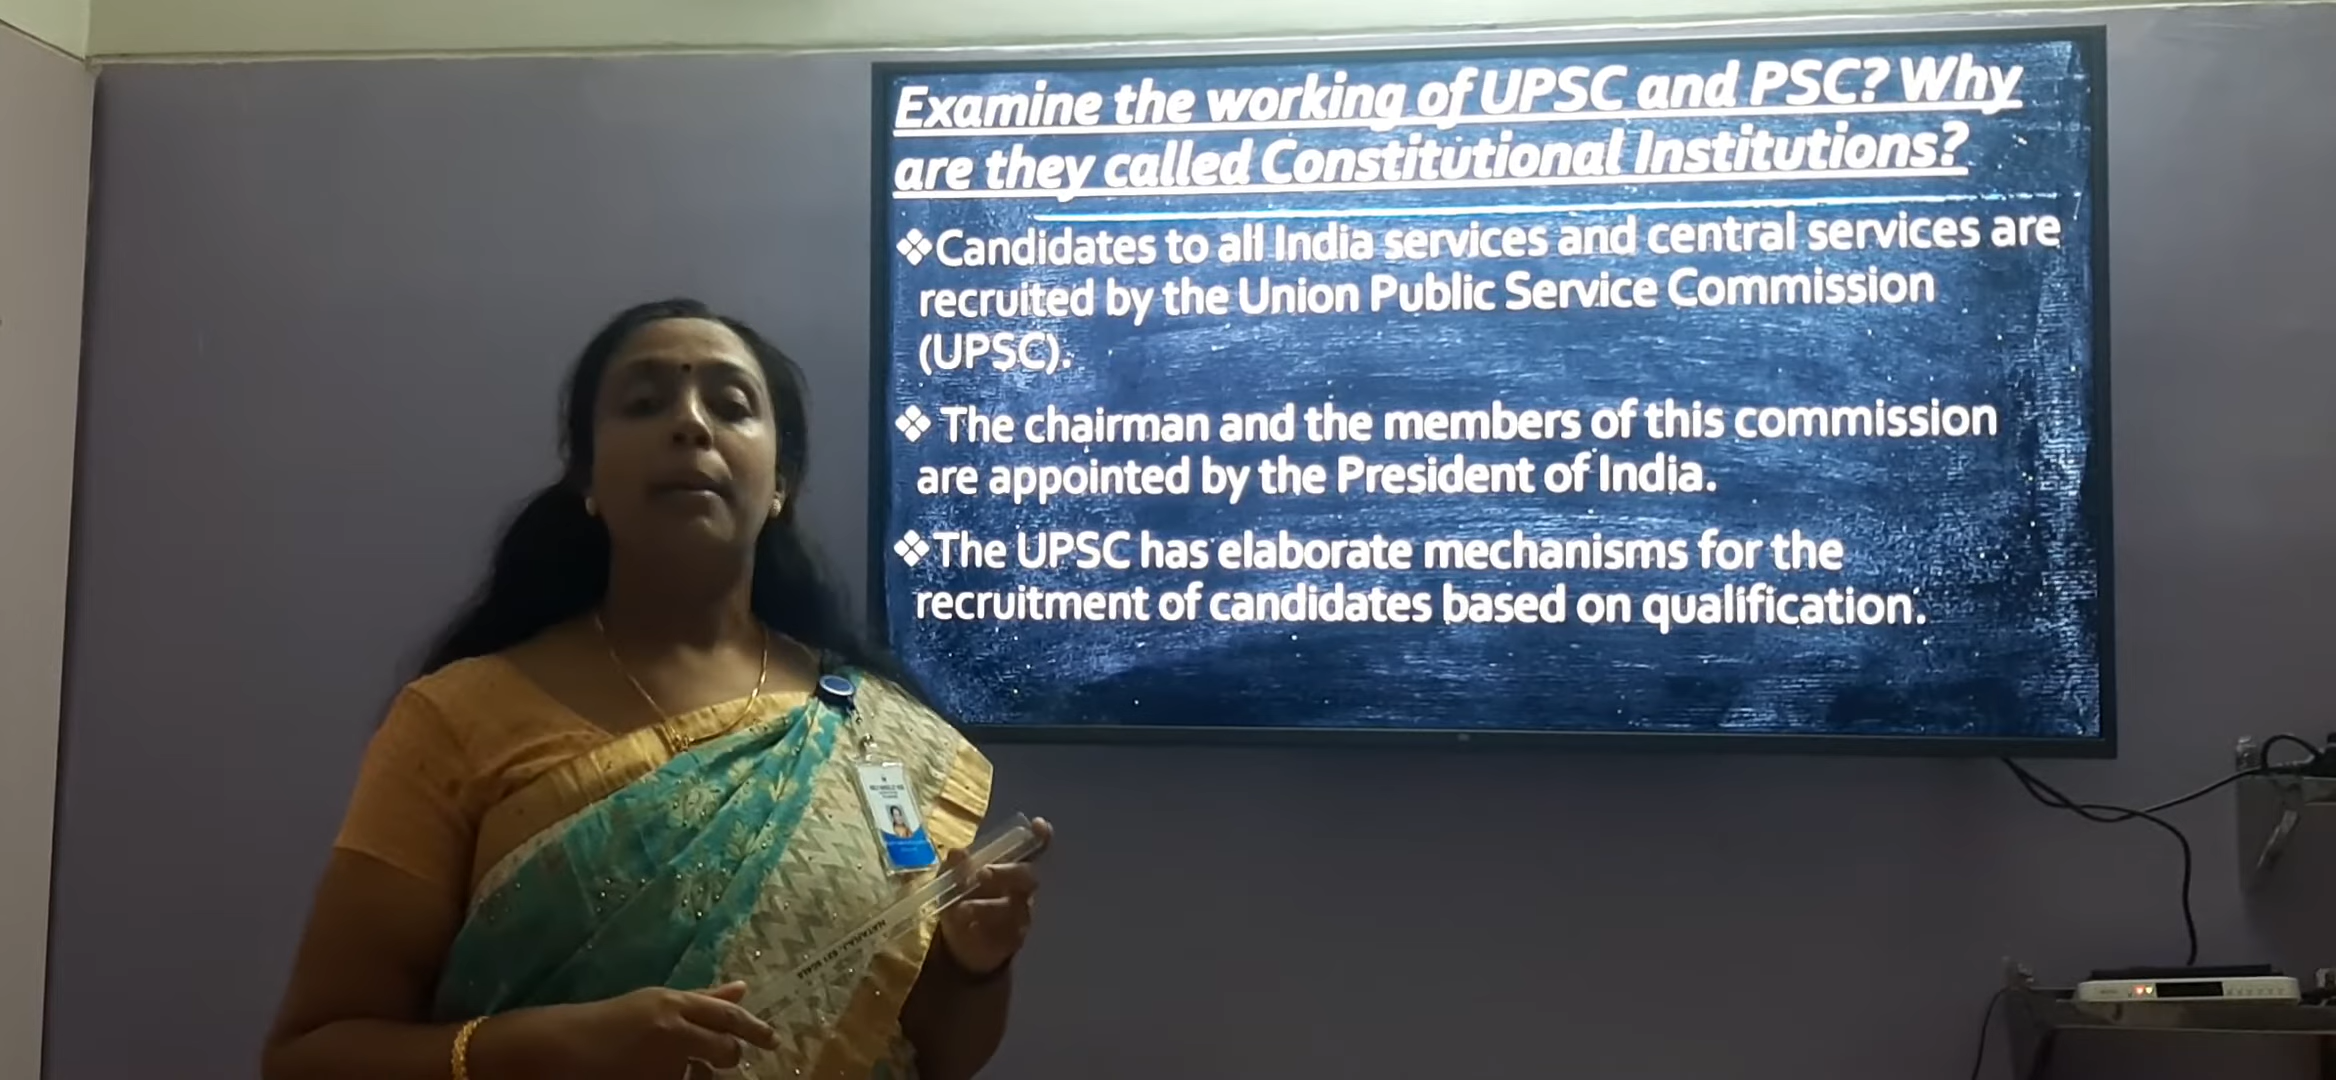 Examine the working of UPSC and PSC? Why
are they called Constitutional Institutions?
❖Candidates to all India services and central services are
recruited by the Union Public Service Commission
(UPSC).
❖ The chairman and the members of this commission
are appointed by the President of India.
❖The UPSC has elaborate mechanisms for the
recruitment of candidates based on qualification.
NATARAJ